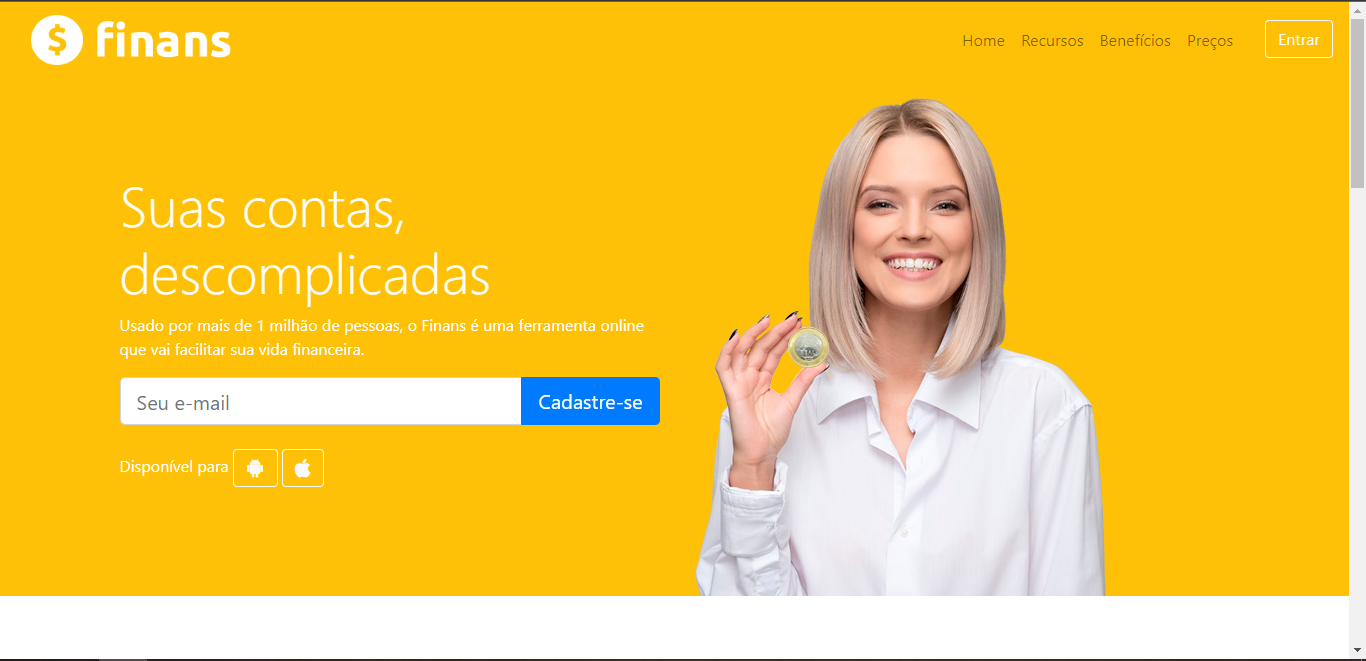 $ finans
Home Recursos Benefícios Preços Entrar
Suas contas,
descomplicadas
Usado por mais de 1 milhão de pessoas, o Finans é uma ferramenta online
que vai facilitar sua vida financeira.
Seu e-mail Cadastre-se
Disponível para